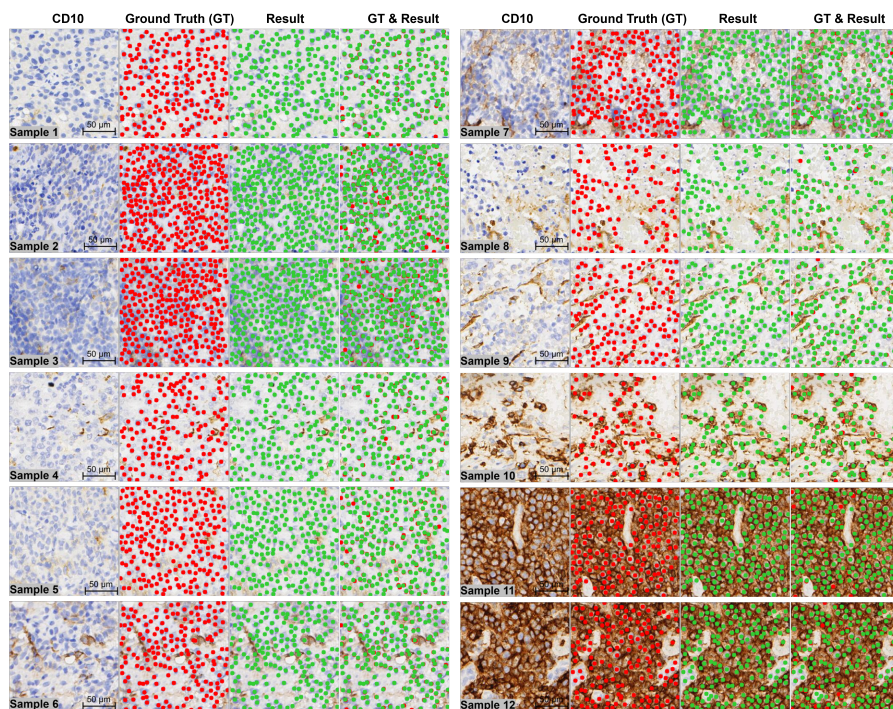 CD10 Ground Truth (GT) Result GT & Result
50 µm
Sample 1
50 µm
Sample 2
50 µm
Sample 3
50 µm
Sample 4
50 µm
Sample 5
50 µm
Sample 6
CD10 Ground Truth (GT) Result GT & Result
50 µm
Sample 7
50 µm
Sample 8
50 µm
Sample 9
50 µm
Sample 10
Sample 11
Sample 12